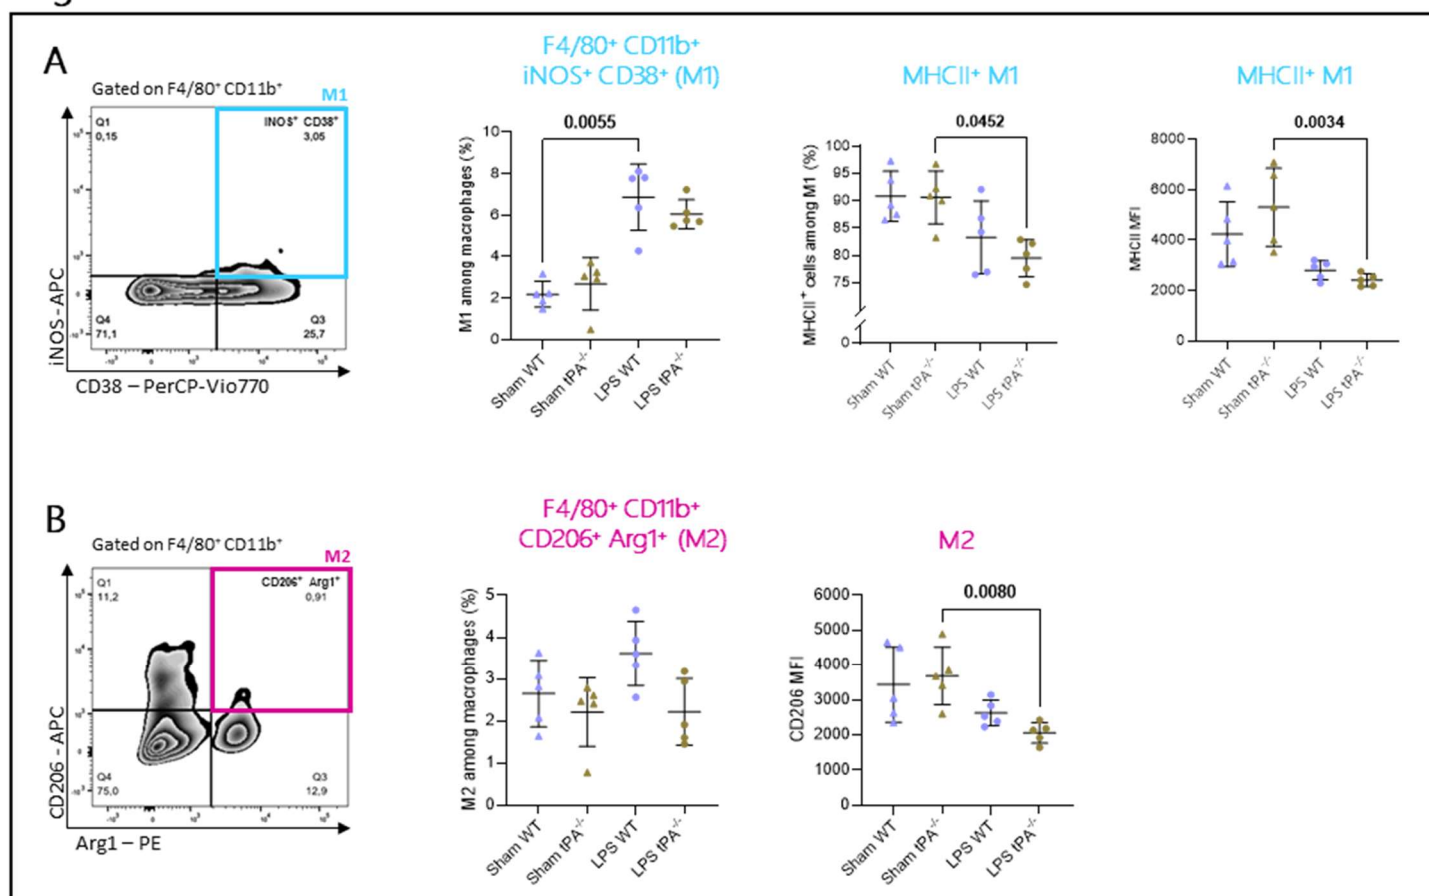 A
Gated on F4/80⁺ CD11b⁺
M1
Q1
0,15
INOS⁺ CD38⁺
3,05
Q4
71,1
Q3
25,7
iNOS-APC
CD38 – PerCP-Vio770
F4/80⁺ CD11b⁺
iNOS⁺ CD38⁺ (M1)
0.0055
M1 among macrophages (%)
10
8
6
4
2
0
Sham WT
Sham tPA⁻/⁻
LPS WT
LPS tPA⁻/⁻
MHCII⁺ M1
0.0452
MHCII⁺ cells among M1 (%)
100
95
90
85
80
75
0
Sham WT
Sham tPA⁻/⁻
LPS WT
LPS tPA⁻/⁻
MHCII⁺ M1
0.0034
MHCII MFI
8000
6000
4000
2000
0
Sham WT
Sham tPA⁻/⁻
LPS WT
LPS tPA⁻/⁻
B
Gated on F4/80⁺ CD11b⁺
M2
Q1
11,2
CD206⁺ Arg1⁺
0,91
Q4
75,0
Q3
12,9
CD206 - APC
Arg1 – PE
F4/80⁺ CD11b⁺
CD206⁺ Arg1⁺ (M2)
M2 among macrophages (%)
5
4
3
2
1
0
Sham WT
Sham tPA⁻/⁻
LPS WT
LPS tPA⁻/⁻
M2
0.0080
CD206 MFI
6000
5000
4000
3000
2000
1000
0
Sham WT
Sham tPA⁻/⁻
LPS WT
LPS tPA⁻/⁻